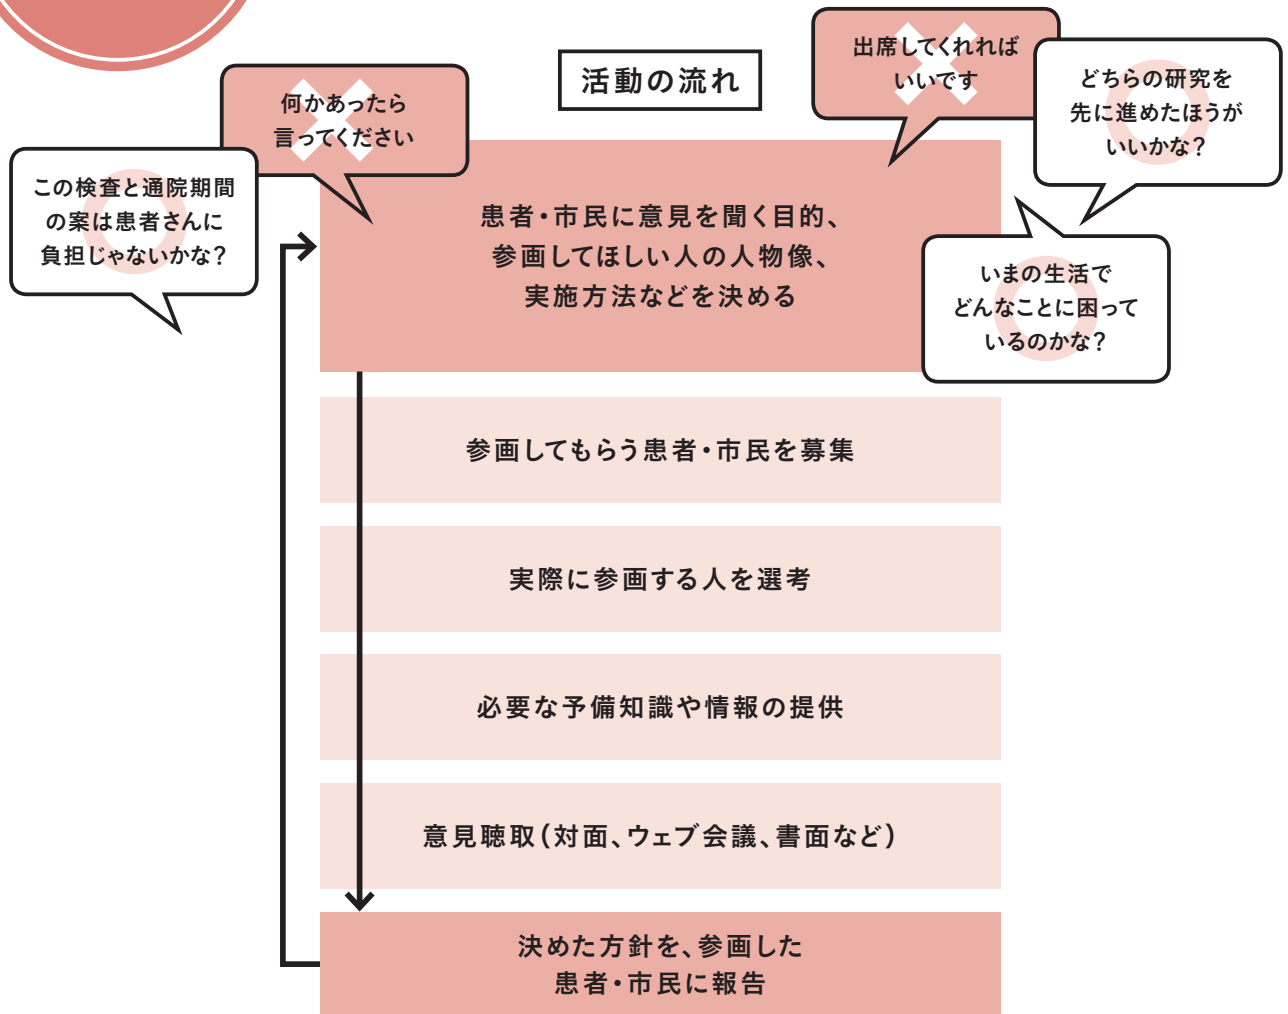 活動の流れ
何かあったら
言ってください
この検査と通院期間
の案は患者さんに
負担じゃないかな？
出席してくれれば
いいです
どちらの研究を
先に進めたほうが
いいかな？
いまの生活で
どんなことに困って
いるのかな？
患者・市民に意見を聞く目的、
参画してほしい人の人物像、
実施方法などを決める
参画してもらう患者・市民を募集
実際に参画する人を選考
必要な予備知識や情報の提供
意見聴取（対面、ウェブ会議、書面など）
決めた方針を、参画した
患者・市民に報告